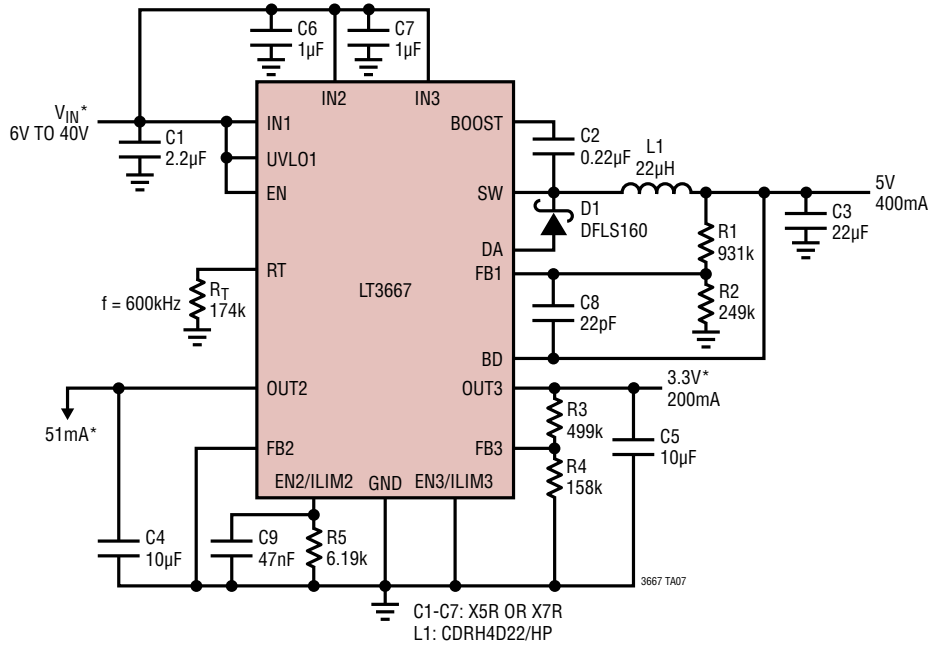 C6
1µF
C7
1µF
IN2
IN3
VIN*
6V TO 40V
IN1
BOOST
C1
2.2µF
UVLO1
C2
0.22µF
L1
22µH
EN
SW
5V
400mA
D1
DFLS160
C3
22µF
R1
931k
DA
RT
FB1
f = 600kHz
RT
174k
LT3667
C8
22pF
R2
249k
BD
OUT2
OUT3
3.3V*
200mA
51mA*
R3
499k
C5
10µF
FB2
FB3
R4
158k
EN2/ILIM2
GND
EN3/ILIM3
C4
10µF
C9
47nF
R5
6.19k
3667 TA07
C1-C7: X5R OR X7R
L1: CDRH4D22/HP